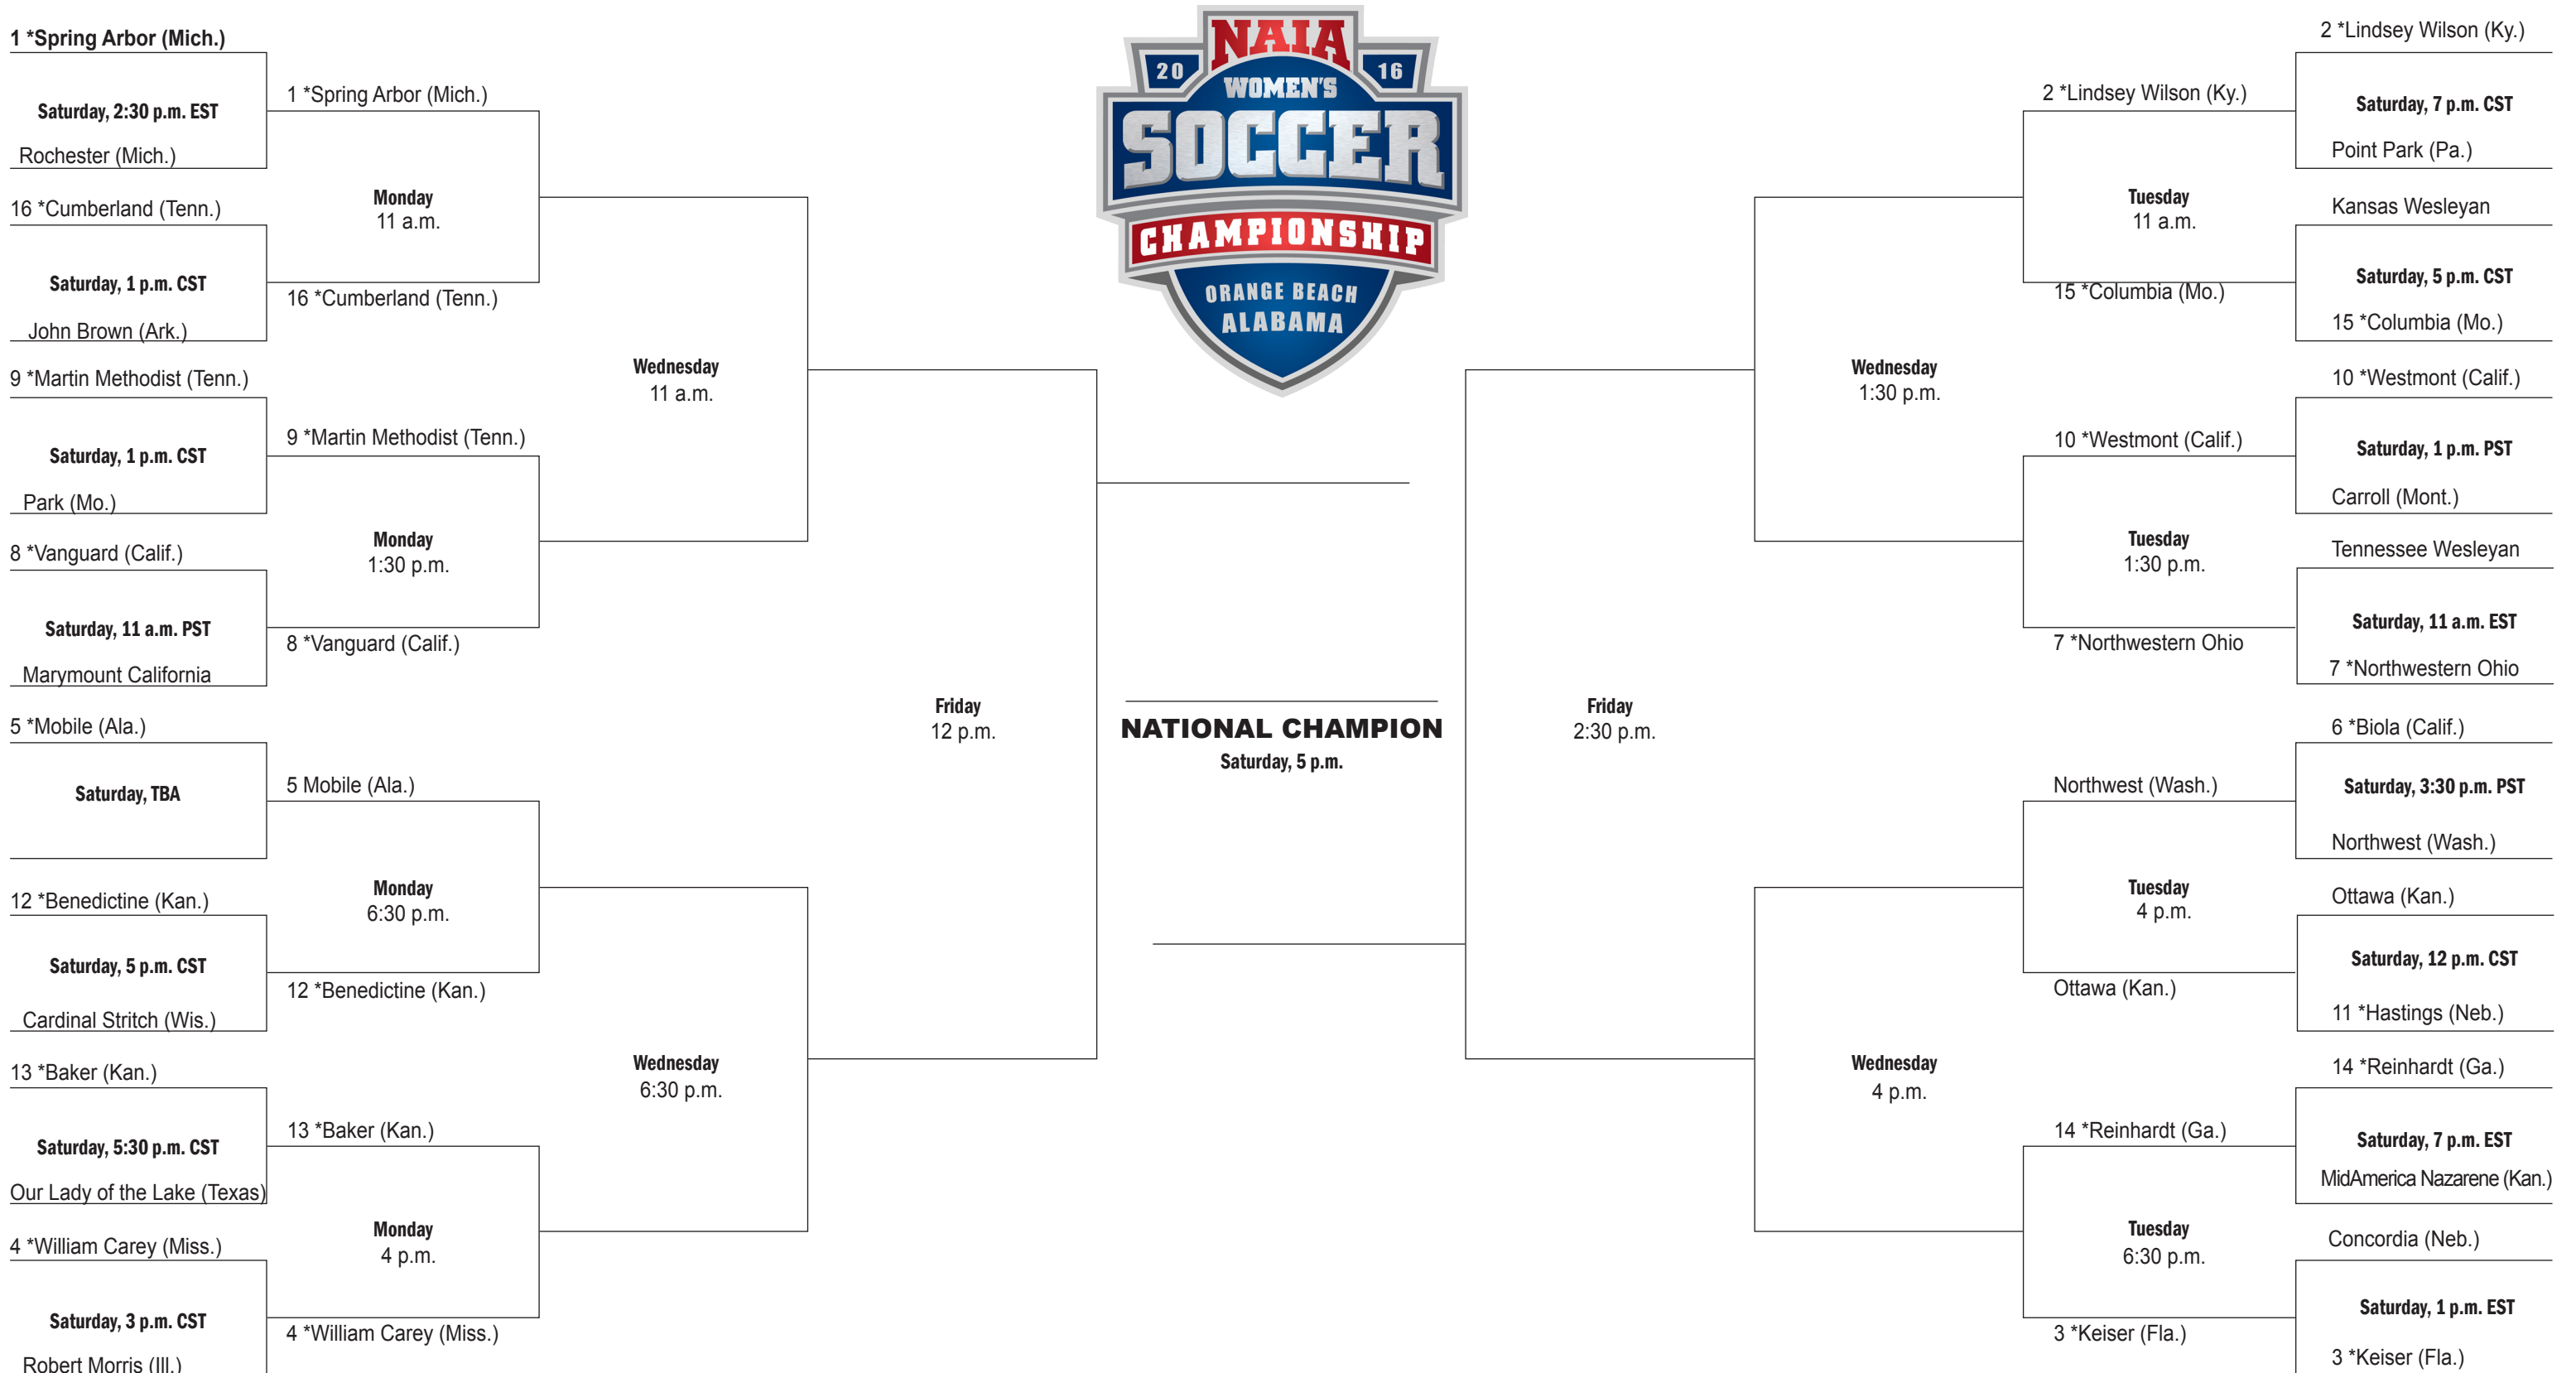 1 *Spring Arbor (Mich.)
Saturday, 2:30 p.m. EST
Rochester (Mich.)
16 *Cumberland (Tenn.)
Saturday, 1 p.m. CST
John Brown (Ark.)
9 *Martin Methodist (Tenn.)
Saturday, 1 p.m. CST
Park (Mo.)
8 *Vanguard (Calif.)
Saturday, 11 a.m. PST
Marymount California
5 *Mobile (Ala.)
Saturday, TBA
12 *Benedictine (Kan.)
Saturday, 5 p.m. CST
Cardinal Stritch (Wis.)
13 *Baker (Kan.)
Saturday, 5:30 p.m. CST
Our Lady of the Lake (Texas)
4 *William Carey (Miss.)
Saturday, 3 p.m. CST
Robert Morris (Ill.)
1 *Spring Arbor (Mich.)
Monday
11 a.m.
16 *Cumberland (Tenn.)
9 *Martin Methodist (Tenn.)
Monday
1:30 p.m.
8 *Vanguard (Calif.)
5 Mobile (Ala.)
Monday
6:30 p.m.
12 *Benedictine (Kan.)
13 *Baker (Kan.)
Monday
4 p.m.
4 *William Carey (Miss.)
Wednesday
11 a.m.
Wednesday
6:30 p.m.
Friday
12 p.m.
NAIA
20 16
WOMEN'S
SOCCER
CHAMPIONSHIP
ORANGE BEACH
ALABAMA
NATIONAL CHAMPION
Saturday, 5 p.m.
Friday
2:30 p.m.
Wednesday
1:30 p.m.
Wednesday
4 p.m.
2 *Lindsey Wilson (Ky.)
Tuesday
11 a.m.
15 *Columbia (Mo.)
10 *Westmont (Calif.)
Tuesday
1:30 p.m.
7 *Northwestern Ohio
Northwest (Wash.)
Tuesday
4 p.m.
Ottawa (Kan.)
14 *Reinhardt (Ga.)
Tuesday
6:30 p.m.
3 *Keiser (Fla.)
2 *Lindsey Wilson (Ky.)
Saturday, 7 p.m. CST
Point Park (Pa.)
Kansas Wesleyan
Saturday, 5 p.m. CST
15 *Columbia (Mo.)
10 *Westmont (Calif.)
Saturday, 1 p.m. PST
Carroll (Mont.)
Tennessee Wesleyan
Saturday, 11 a.m. EST
7 *Northwestern Ohio
6 *Biola (Calif.)
Saturday, 3:30 p.m. PST
Northwest (Wash.)
Ottawa (Kan.)
Saturday, 12 p.m. CST
11 *Hastings (Neb.)
14 *Reinhardt (Ga.)
Saturday, 7 p.m. EST
MidAmerica Nazarene (Kan.)
Concordia (Neb.)
Saturday, 1 p.m. EST
3 *Keiser (Fla.)